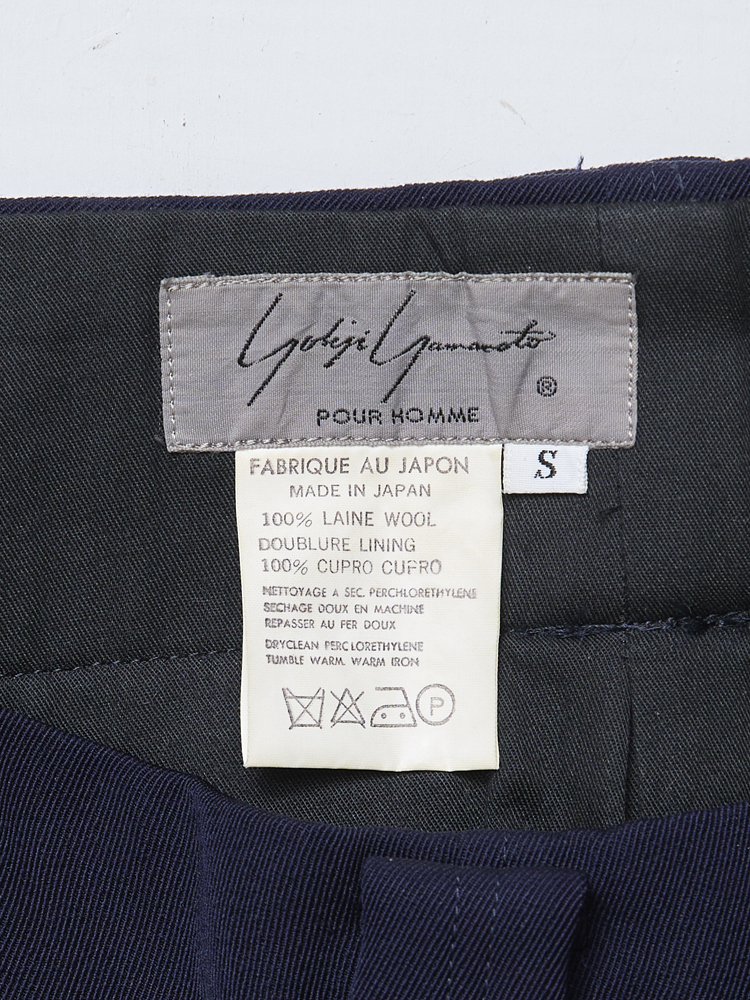 Yohji Yamamoto
®
POUR HOMME
S
FABRIQUE AU JAPON
MADE IN JAPAN
100% LAINE WOOL
DOUBLURE LINING
100% CUPRO CUPRO
NETTOYAGE A SEC. PERCHLORETHYLENE
SECHAGE DOUX EN MACHINE
REPASSER AU FER DOUX
DRYCLEAN PERCLORETHYLENE
TUMBLE WARM. WARM IRON
P